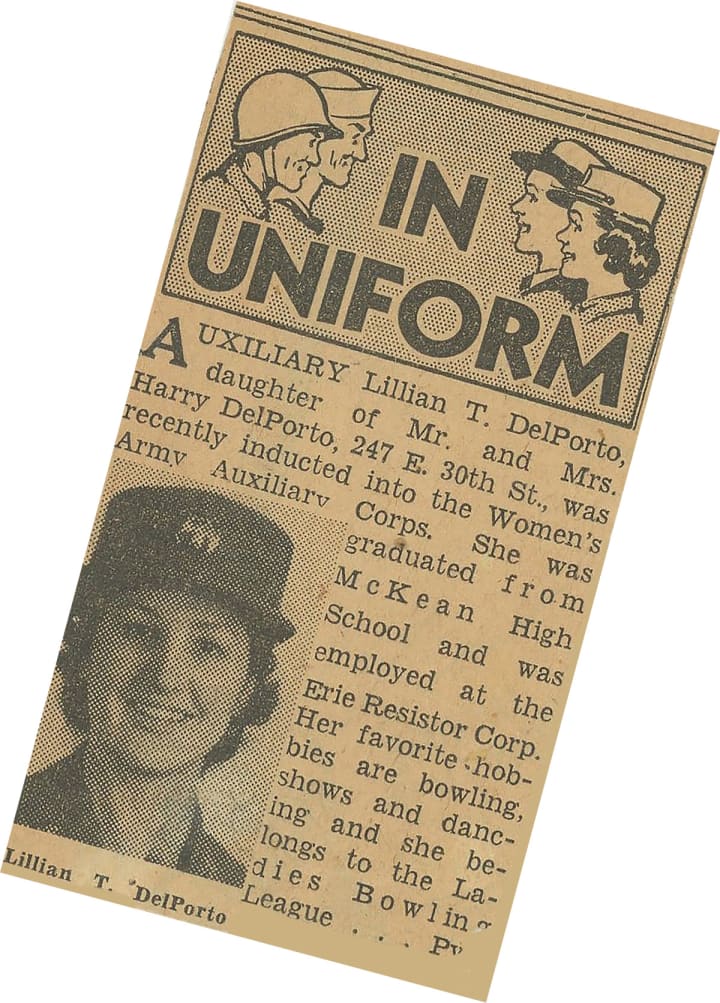 IN
UNIFORM
AUXILIARY Lillian T. DelPorto,
daughter of Mr. and Mrs.
Harry DelPorto, 247 E. 30th St., was
recently inducted into the Women's
Army Auxiliary Corps. She was
graduated from
McKean High
School and was
employed at the
Erie Resistor Corp.
Her favorite hob-
bies are bowling,
shows and danc-
ing and she be-
longs to the La-
dies Bowling
League . . . Pv
Lillian T. DelPorto